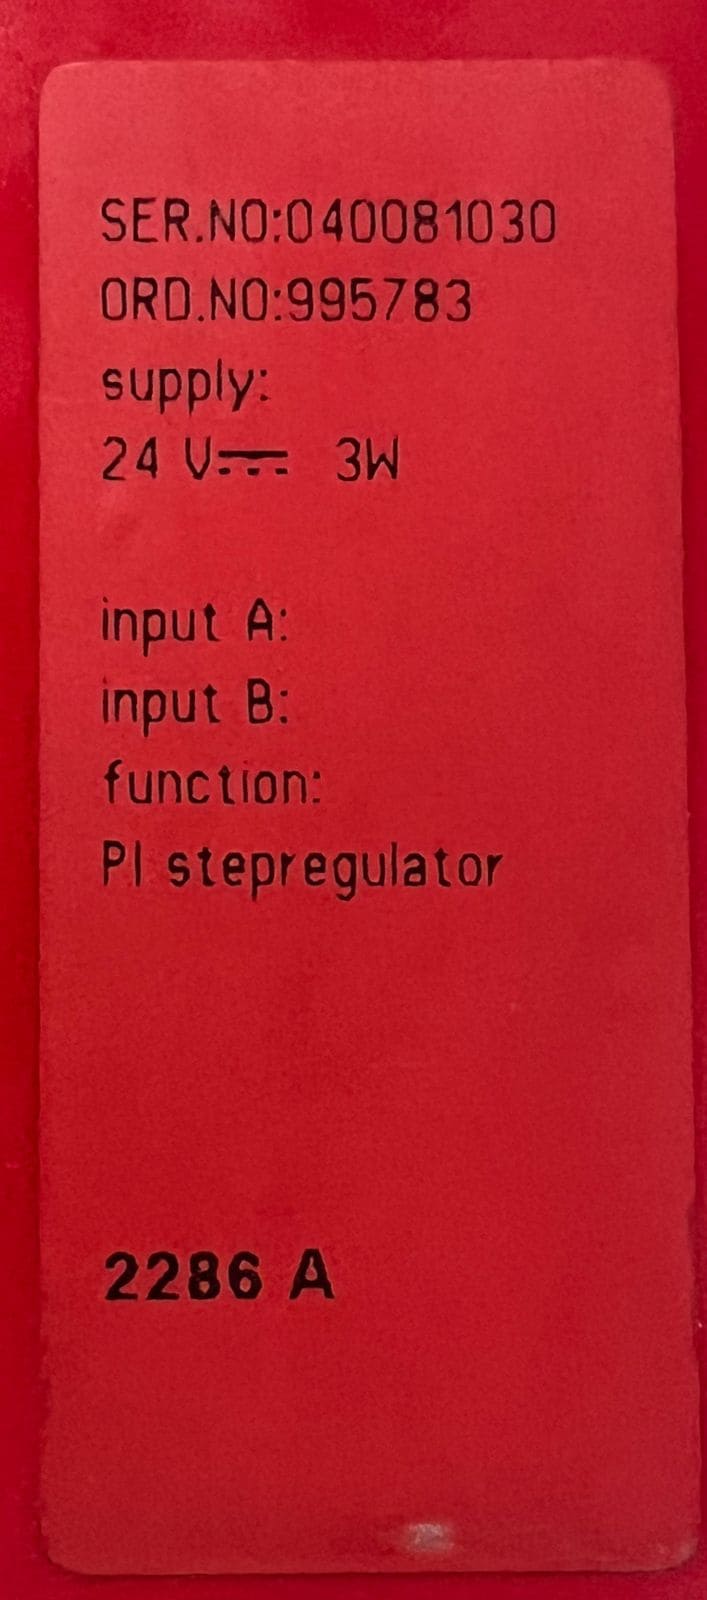 SER.NO:040081030
ORD.NO:995783
supply:
24 V⎓ 3W
input A:
input B:
function:
PI stepregulator
2286 A